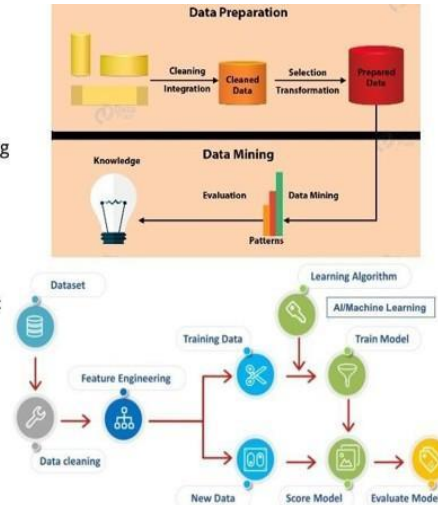 Data Preparation
Cleaning
Integration
Cleaned
Data
Selection
Transformation
Prepared
Data
Data Mining
Knowledge
Evaluation
Data Mining
Patterns
Learning Algorithm
Dataset
AI/Machine Learning
Training Data
Train Model
Feature Engineering
Data cleaning
New Data
Score Model
Evaluate Model